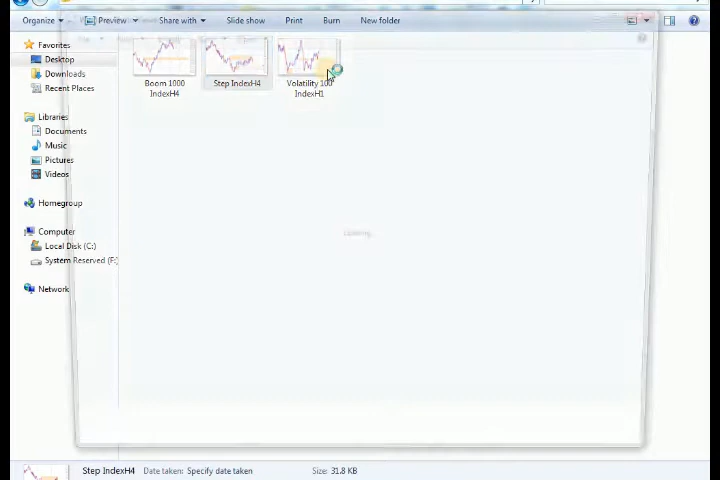 Organize Preview Share with Slide show Print Burn New folder
Favorites
Desktop
Downloads
Recent Places
Libraries
Documents
Music
Pictures
Videos
Homegroup
Computer
Local Disk (C:)
System Reserved (F:)
Network
Boom 1000
IndexH4
Step IndexH4
Volatility 100
IndexH1
Step IndexH4 Date taken: Specify date taken Size: 31.8 KB